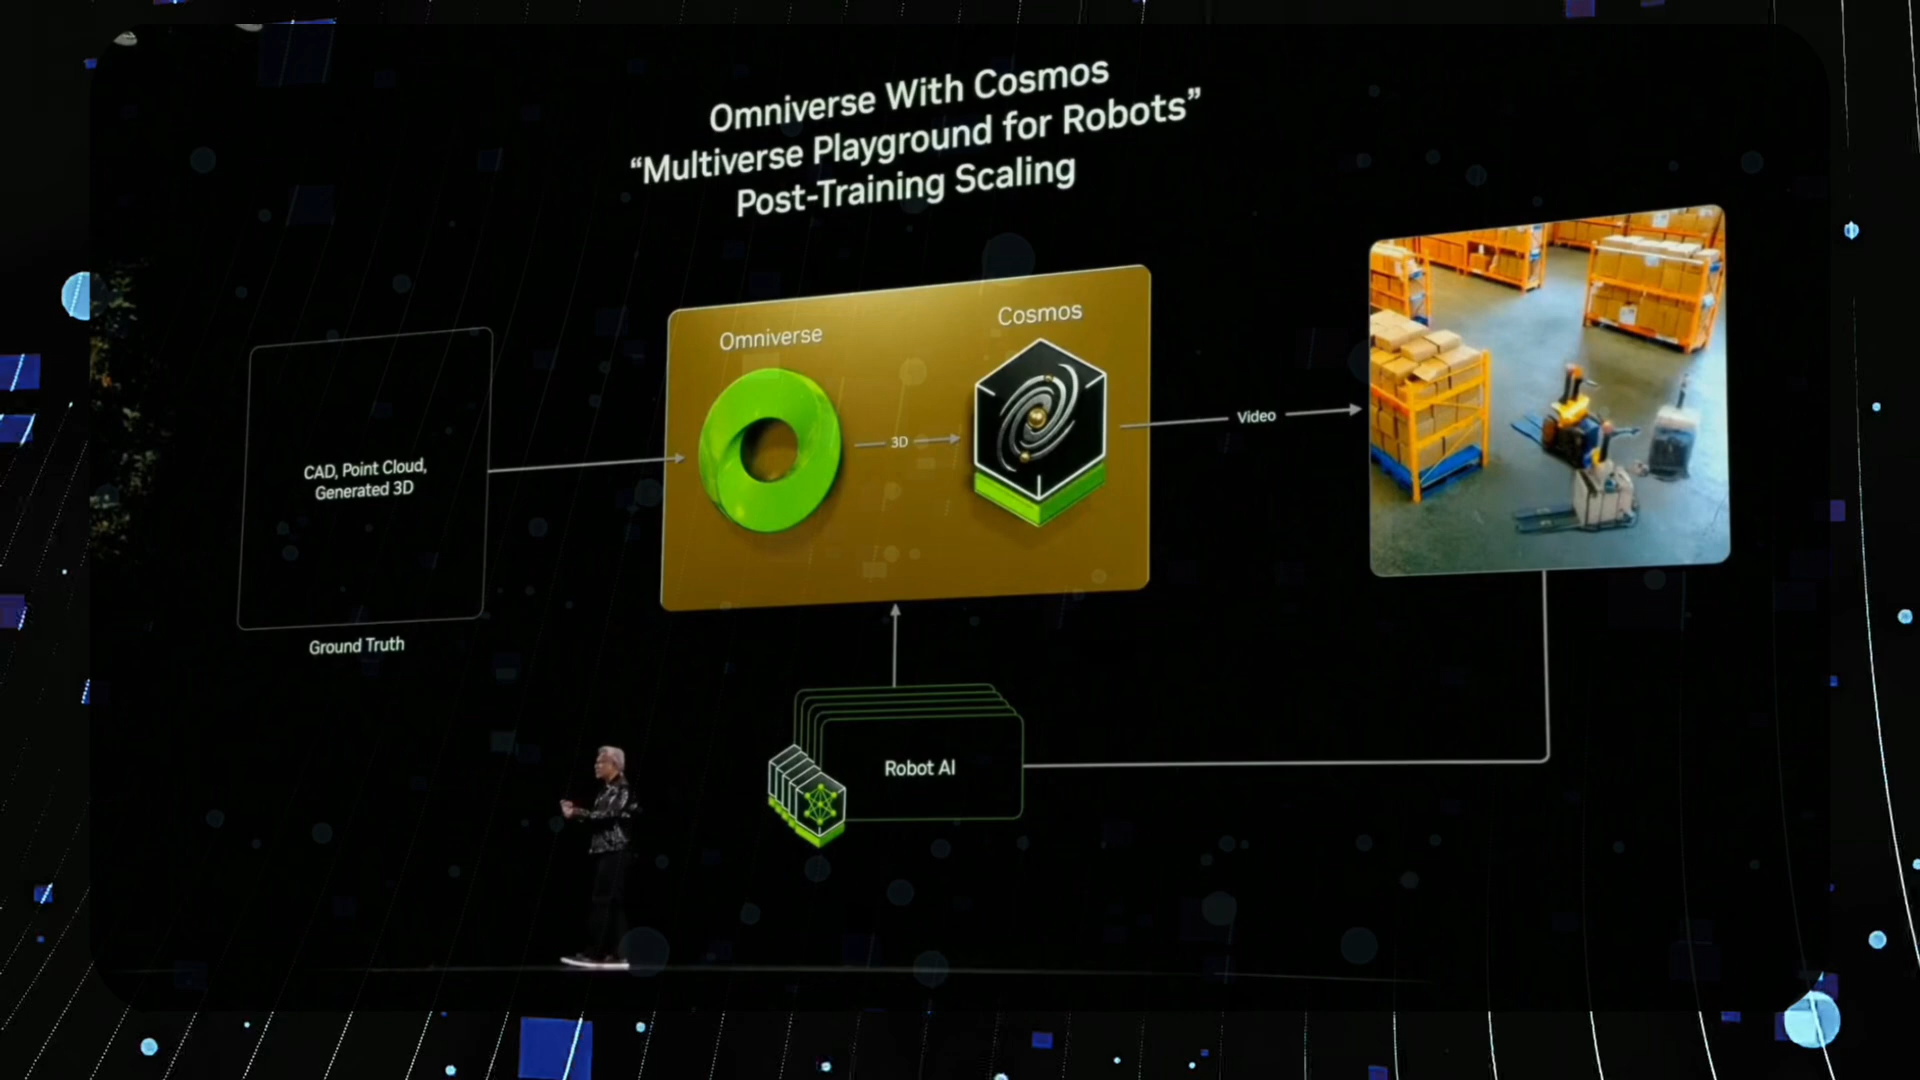 Omniverse With Cosmos
“Multiverse Playground for Robots”
Post-Training Scaling
Omniverse
Cosmos
3D
Video
CAD, Point Cloud,
Generated 3D
Ground Truth
Robot AI